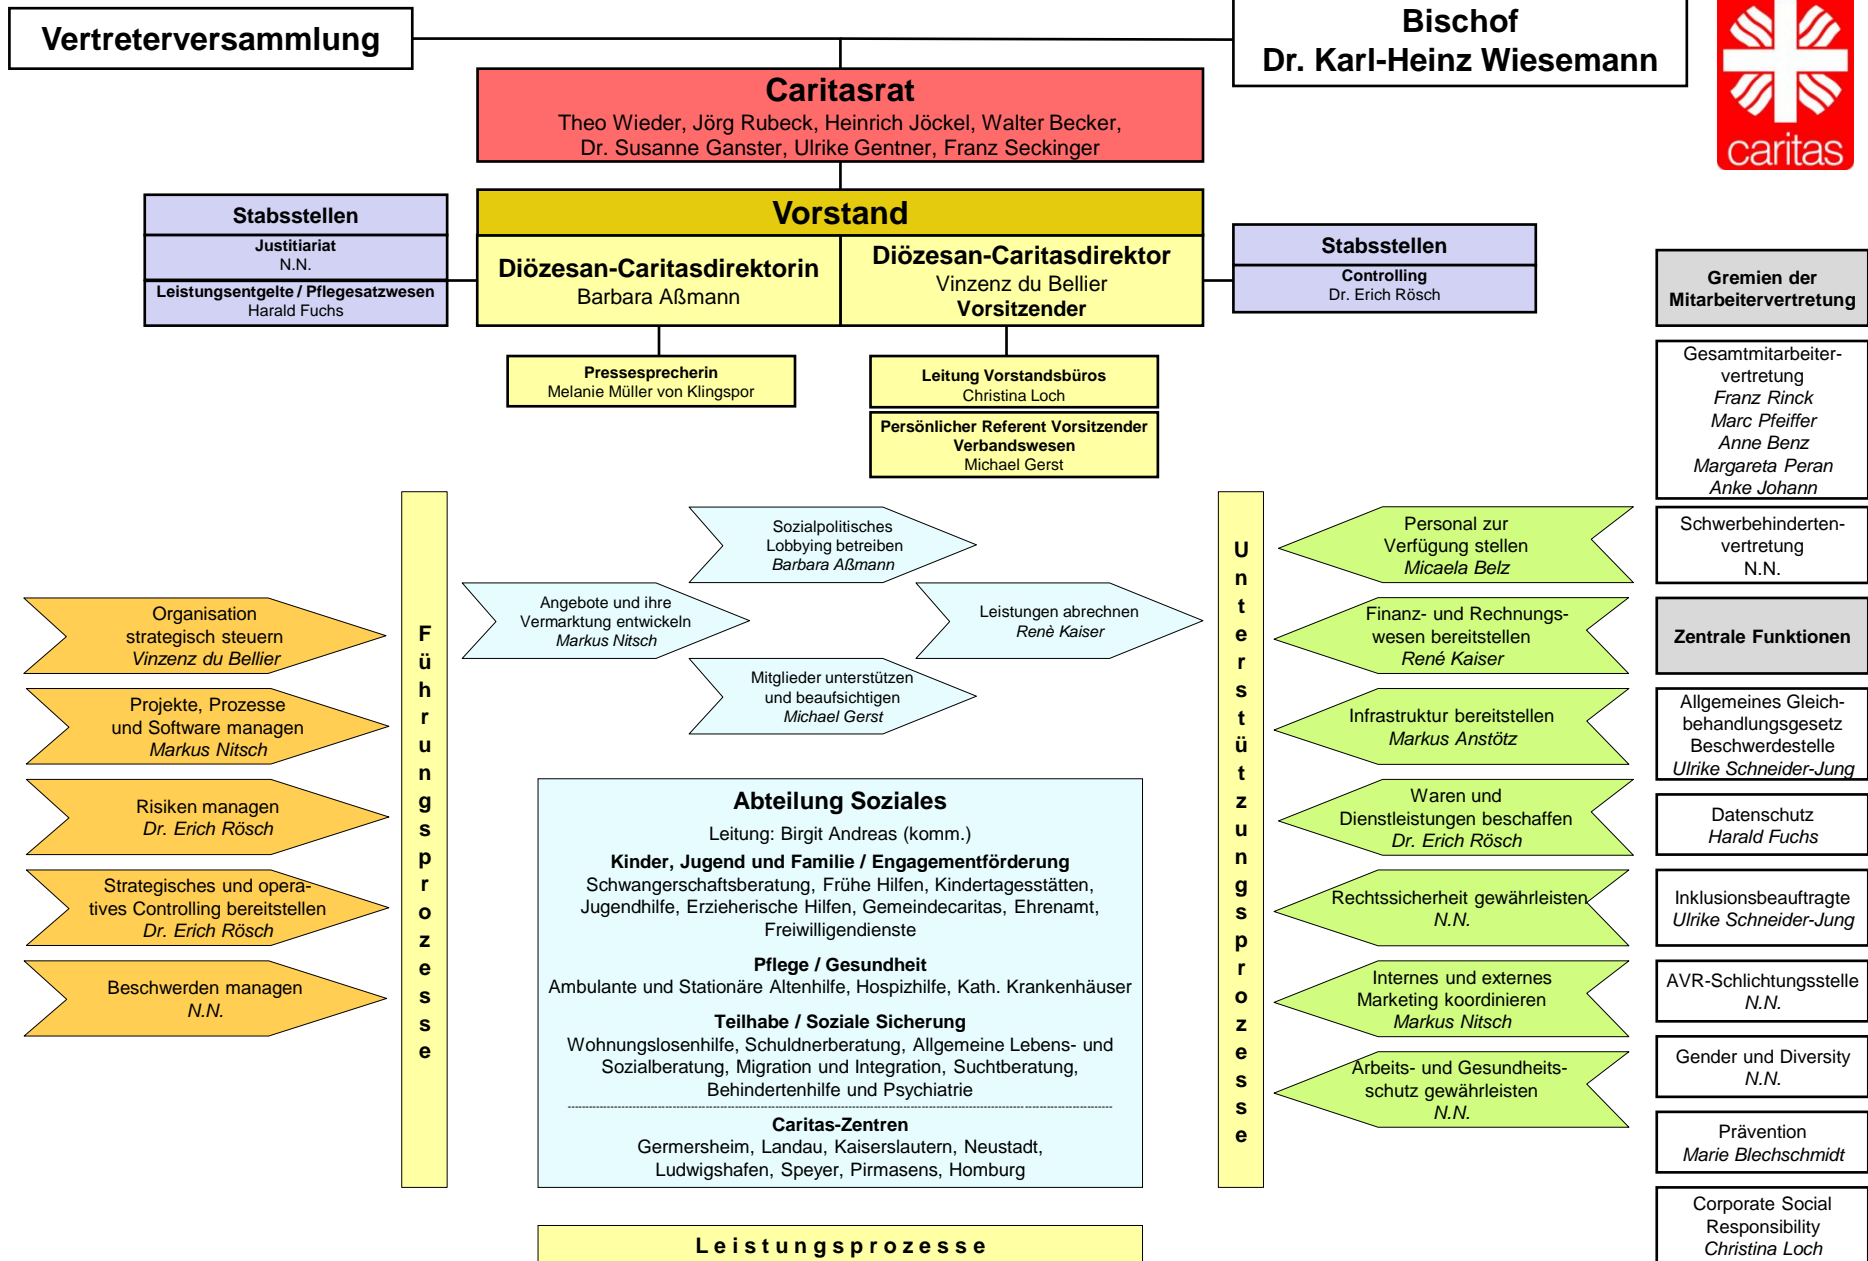 Vertreterversammlung
Bischof
Dr. Karl-Heinz Wiesemann
caritas
Caritasrat
Theo Wieder, Jörg Rubeck, Heinrich Jöckel, Walter Becker,
Dr. Susanne Ganster, Ulrike Gentner, Franz Seckinger
Stabsstellen
Justitiariat
N.N.
Leistungsentgelte / Pflegesatzwesen
Harald Fuchs
Vorstand
Diözesan-Caritasdirektorin
Barbara Aßmann
Diözesan-Caritasdirektor
Vinzenz du Bellier
Vorsitzender
Stabsstellen
Controlling
Dr. Erich Rösch
Pressesprecherin
Melanie Müller von Klingspor
Leitung Vorstandsbüros
Christina Loch
Persönlicher Referent Vorsitzender
Verbandswesen
Michael Gerst
Organisation
strategisch steuern
Vinzenz du Bellier
Projekte, Prozesse
und Software managen
Markus Nitsch
Risiken managen
Dr. Erich Rösch
Strategisches und opera-
tives Controlling bereitstellen
Dr. Erich Rösch
Beschwerden managen
N.N.
Führungsprozesse
Sozialpolitisches
Lobbying betreiben
Barbara Aßmann
Angebote und ihre
Vermarktung entwickeln
Markus Nitsch
Leistungen abrechnen
Renè Kaiser
Mitglieder unterstützen
und beaufsichtigen
Michael Gerst
Abteilung Soziales
Leitung: Birgit Andreas (komm.)
Kinder, Jugend und Familie / Engagementförderung
Schwangerschaftsberatung, Frühe Hilfen, Kindertagesstätten,
Jugendhilfe, Erzieherische Hilfen, Gemeindecaritas, Ehrenamt,
Freiwilligendienste
Pflege / Gesundheit
Ambulante und Stationäre Altenhilfe, Hospizhilfe, Kath. Krankenhäuser
Teilhabe / Soziale Sicherung
Wohnungslosenhilfe, Schuldnerberatung, Allgemeine Lebens- und
Sozialberatung, Migration und Integration, Suchtberatung,
Behindertenhilfe und Psychiatrie
Caritas-Zentren
Germersheim, Landau, Kaiserslautern, Neustadt,
Ludwigshafen, Speyer, Pirmasens, Homburg
Leistungsprozesse
Unterstützungsprozesse
Personal zur
Verfügung stellen
Micaela Belz
Finanz- und Rechnungs-
wesen bereitstellen
René Kaiser
Infrastruktur bereitstellen
Markus Anstötz
Waren und
Dienstleistungen beschaffen
Dr. Erich Rösch
Rechtssicherheit gewährleisten
N.N.
Internes und externes
Marketing koordinieren
Markus Nitsch
Arbeits- und Gesundheits-
schutz gewährleisten
N.N.
Gremien der
Mitarbeitervertretung
Gesamtmitarbeiter-
vertretung
Franz Rinck
Marc Pfeiffer
Anne Benz
Margareta Peran
Anke Johann
Schwerbehinderten-
vertretung
N.N.
Zentrale Funktionen
Allgemeines Gleich-
behandlungsgesetz
Beschwerdestelle
Ulrike Schneider-Jung
Datenschutz
Harald Fuchs
Inklusionsbeauftragte
Ulrike Schneider-Jung
AVR-Schlichtungsstelle
N.N.
Gender und Diversity
N.N.
Prävention
Marie Blechschmidt
Corporate Social
Responsibility
Christina Loch